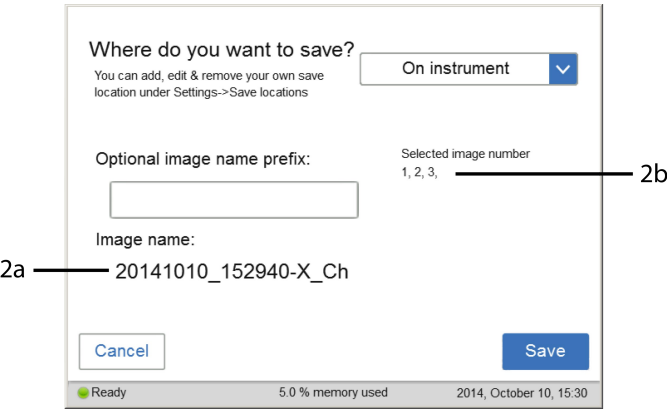 Where do you want to save?
You can add, edit & remove your own save
location under Settings->Save locations
On instrument
Optional image name prefix:
Selected image number
1, 2, 3,
2b
Image name:
2a
20141010_152940-X_Ch
Cancel
Save
Ready
5.0 % memory used
2014, October 10, 15:30